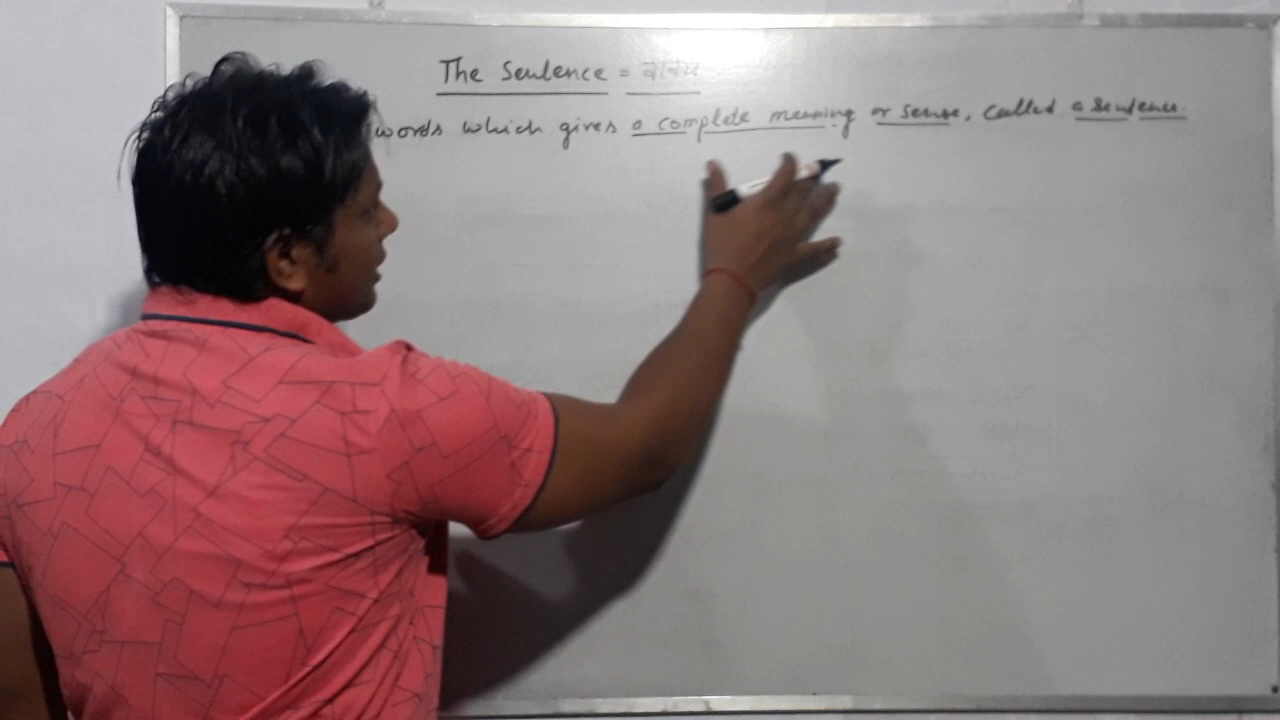 The Sentence = वाक्य
words which gives a complete meaning or sense, called a sentence.